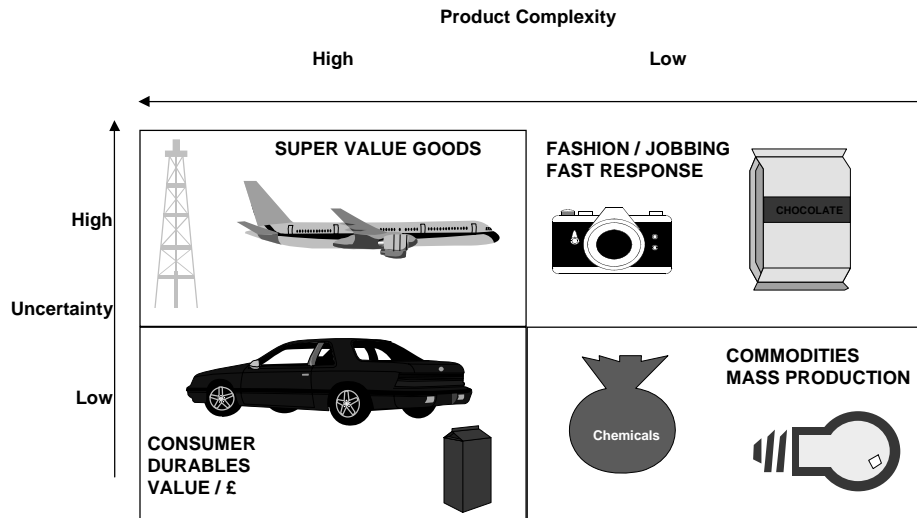 Product Complexity
High
Low
SUPER VALUE GOODS
FASHION / JOBBING
FAST RESPONSE
CHOCOLATE
High
Uncertainty
Low
CONSUMER
DURABLES
VALUE / £
Chemicals
COMMODITIES
MASS PRODUCTION